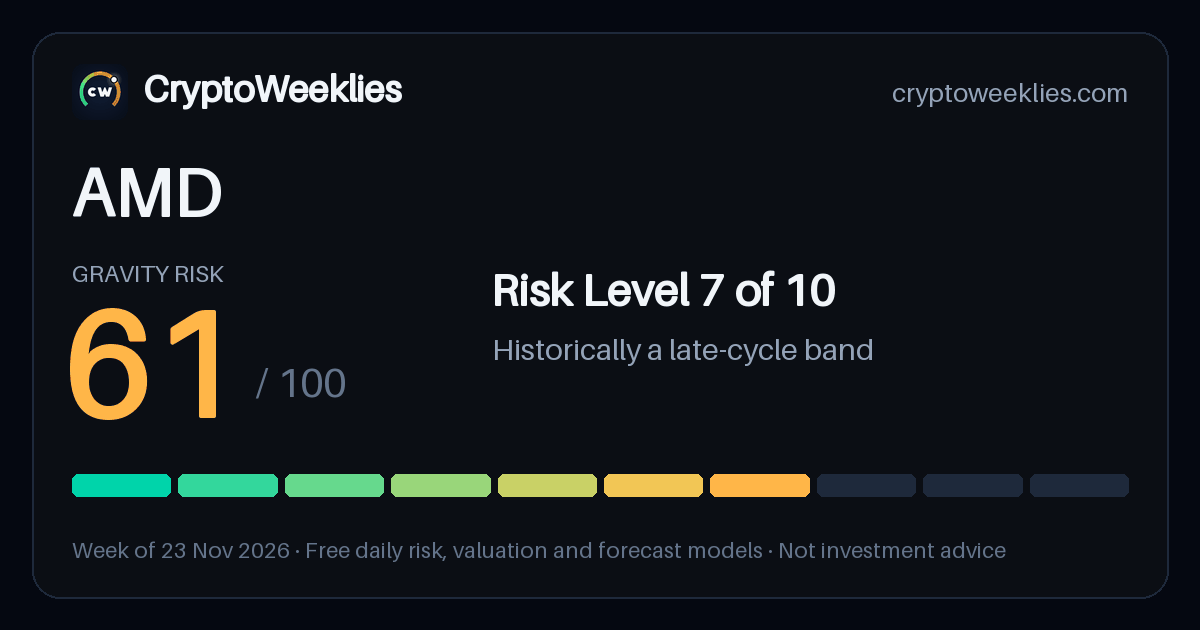 CW
CryptoWeeklies
cryptoweeklies.com
AMD
GRAVITY RISK
61 / 100
Risk Level 7 of 10
Historically a late-cycle band
Week of 23 Nov 2026 · Free daily risk, valuation and forecast models · Not investment advice